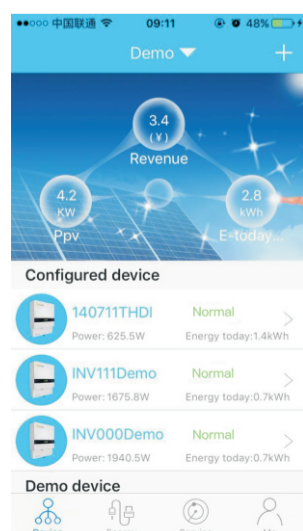 中国联通 09:11 48%
Demo
3.4
(¥)
Revenue
4.2
KW
Ppv
2.8
kWh
E-today...
Configured device
140711THDI Normal
Power: 625.5W Energy today:1.4kWh
INV111Demo Normal
Power: 1675.8W Energy today:0.7kWh
INV000Demo Normal
Power: 1940.5W Energy today:0.7kWh
Demo device